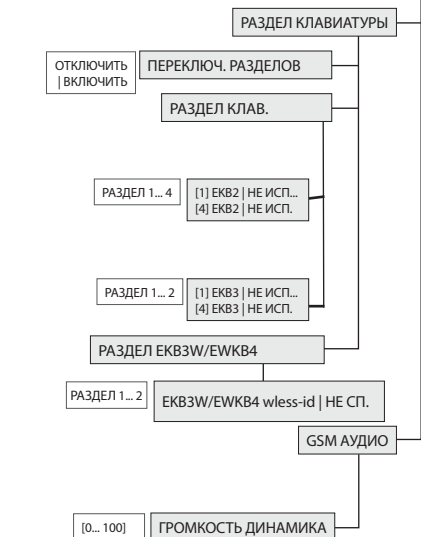 РАЗДЕЛ КЛАВИАТУРЫ
ОТКЛЮЧИТЬ
| ВКЛЮЧИТЬ
ПЕРЕКЛЮЧ. РАЗДЕЛОВ
РАЗДЕЛ КЛАВ.
РАЗДЕЛ 1... 4
[1] EKB2 | НЕ ИСП...
[4] EKB2 | НЕ ИСП.
РАЗДЕЛ 1... 2
[1] EKB3 | НЕ ИСП...
[4] EKB3 | НЕ ИСП.
РАЗДЕЛ EKB3W/EWKB4
РАЗДЕЛ 1... 2
EKB3W/EWKB4 wless-id | НЕ СП.
GSM АУДИО
[0... 100]
ГРОМКОСТЬ ДИНАМИКА